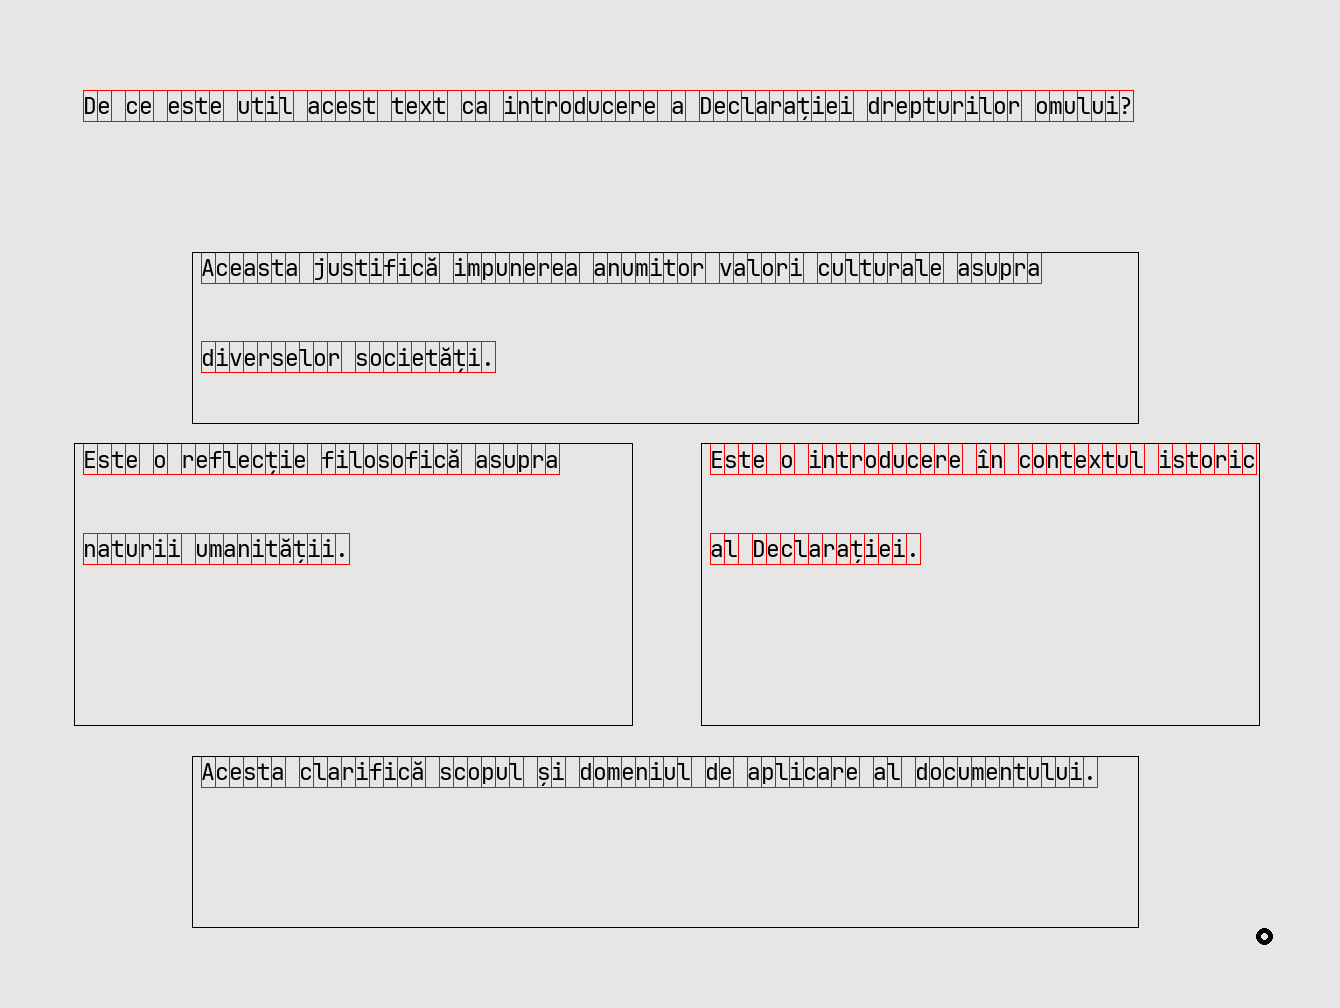 De ce este util acest text ca introducere a Declarației drepturilor omului?
Aceasta justifică impunerea anumitor valori culturale asupra
diverselor societăți.
Este o reflecție filosofică asupra
naturii umanității.
Este o introducere în contextul istoric
al Declarației.
Acesta clarifică scopul și domeniul de aplicare al documentului.